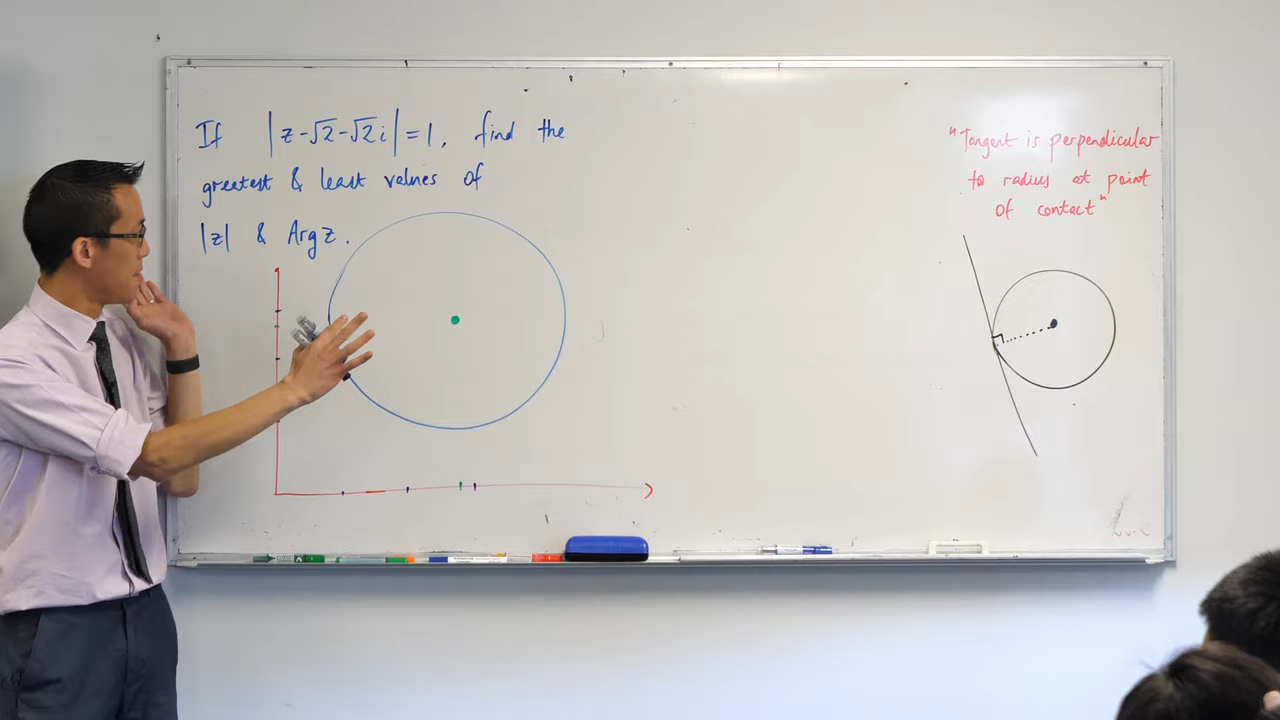 If |z-√2-√2i|=1, find the
greatest & least values of
|z| & Arg z.
"Tangent is perpendicular
to radius at point
of contact"